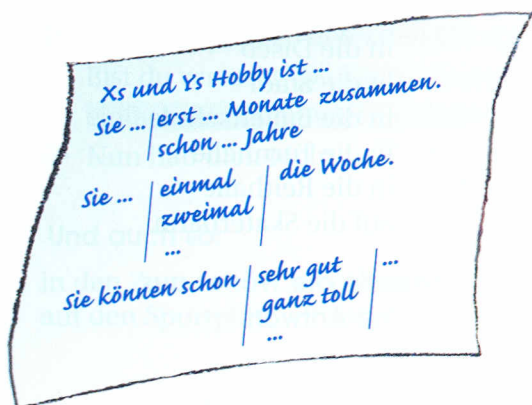 Xs und Ys Hobby ist ...
Sie ... erst ... Monate zusammen.
schon ... Jahre
Sie ... einmal die Woche.
zweimal
...
Sie können schon sehr gut ...
ganz toll
...